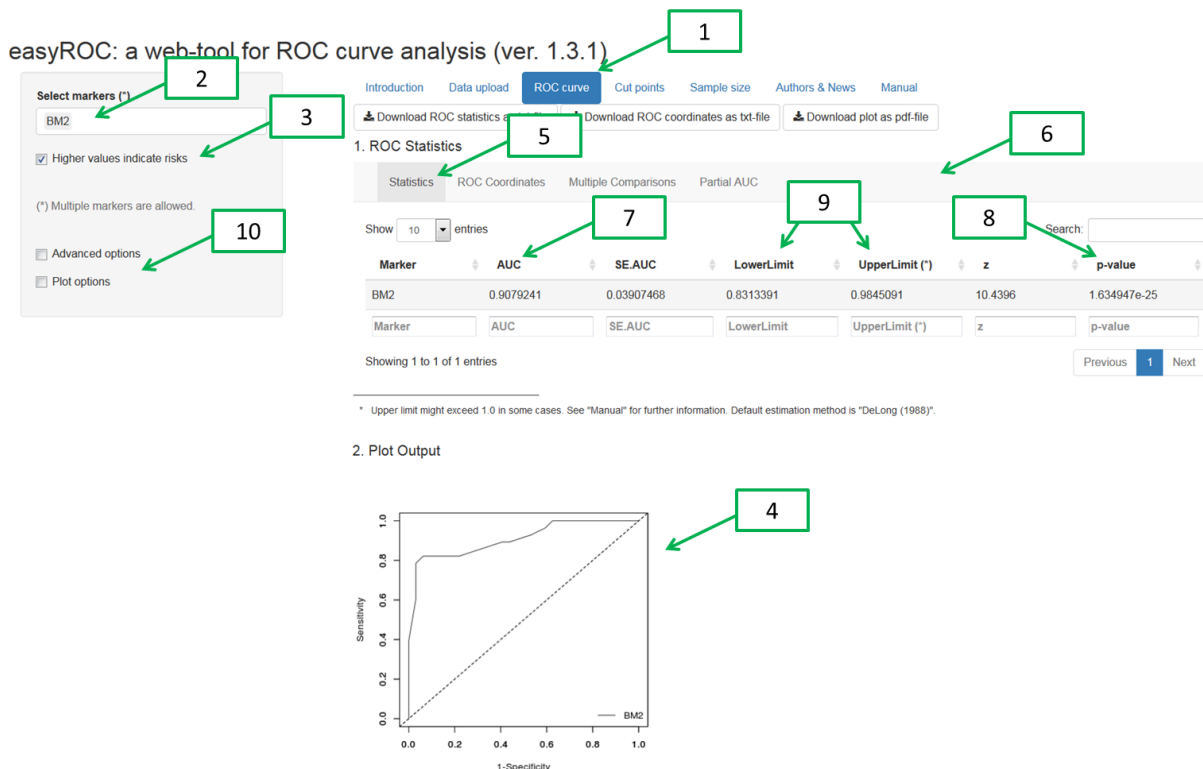 1
easyROC: a web-tool for ROC curve analysis (ver. 1.3.1)
2
Select markers (*)
BM2
3
Higher values indicate risks
(*) Multiple markers are allowed.
10
Advanced options
Plot options
Introduction Data upload ROC curve Cut points Sample size Authors & News Manual
Download ROC statistics as Download ROC coordinates as txt-file Download plot as pdf-file
1. ROC Statistics
5
6
Statistics ROC Coordinates Multiple Comparisons Partial AUC
7
9
8
Show 10 entries Search:
Marker AUC SE.AUC LowerLimit UpperLimit (*) z p-value
BM2 0.9079241 0.03907468 0.8313391 0.9845091 10.4396 1.634947e-25
Marker AUC SE.AUC LowerLimit UpperLimit (*) z p-value
Showing 1 to 1 of 1 entries Previous 1 Next
* Upper limit might exceed 1.0 in some cases. See "Manual" for further information. Default estimation method is "DeLong (1988)".
2. Plot Output
4
Sensitivity
1.0
0.8
0.6
0.4
0.2
0.0
BM2
0.0 0.2 0.4 0.6 0.8 1.0
1-Specificity